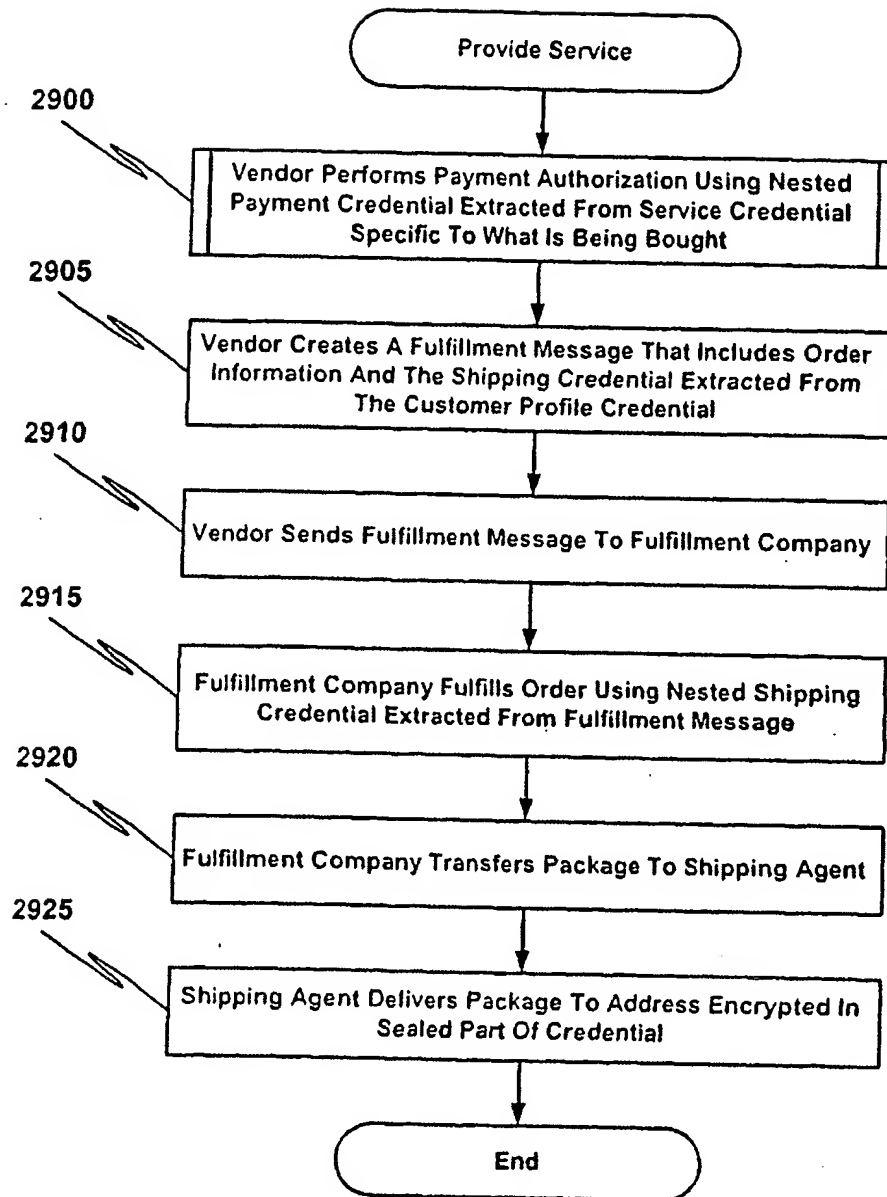 Provide Service
2900
Vendor Performs Payment Authorization Using Nested
Payment Credential Extracted From Service Credential
Specific To What Is Being Bought
2905
Vendor Creates A Fulfillment Message That Includes Order
Information And The Shipping Credential Extracted From
The Customer Profile Credential
2910
Vendor Sends Fulfillment Message To Fulfillment Company
2915
Fulfillment Company Fulfills Order Using Nested Shipping
Credential Extracted From Fulfillment Message
2920
Fulfillment Company Transfers Package To Shipping Agent
2925
Shipping Agent Delivers Package To Address Encrypted In
Sealed Part Of Credential
End